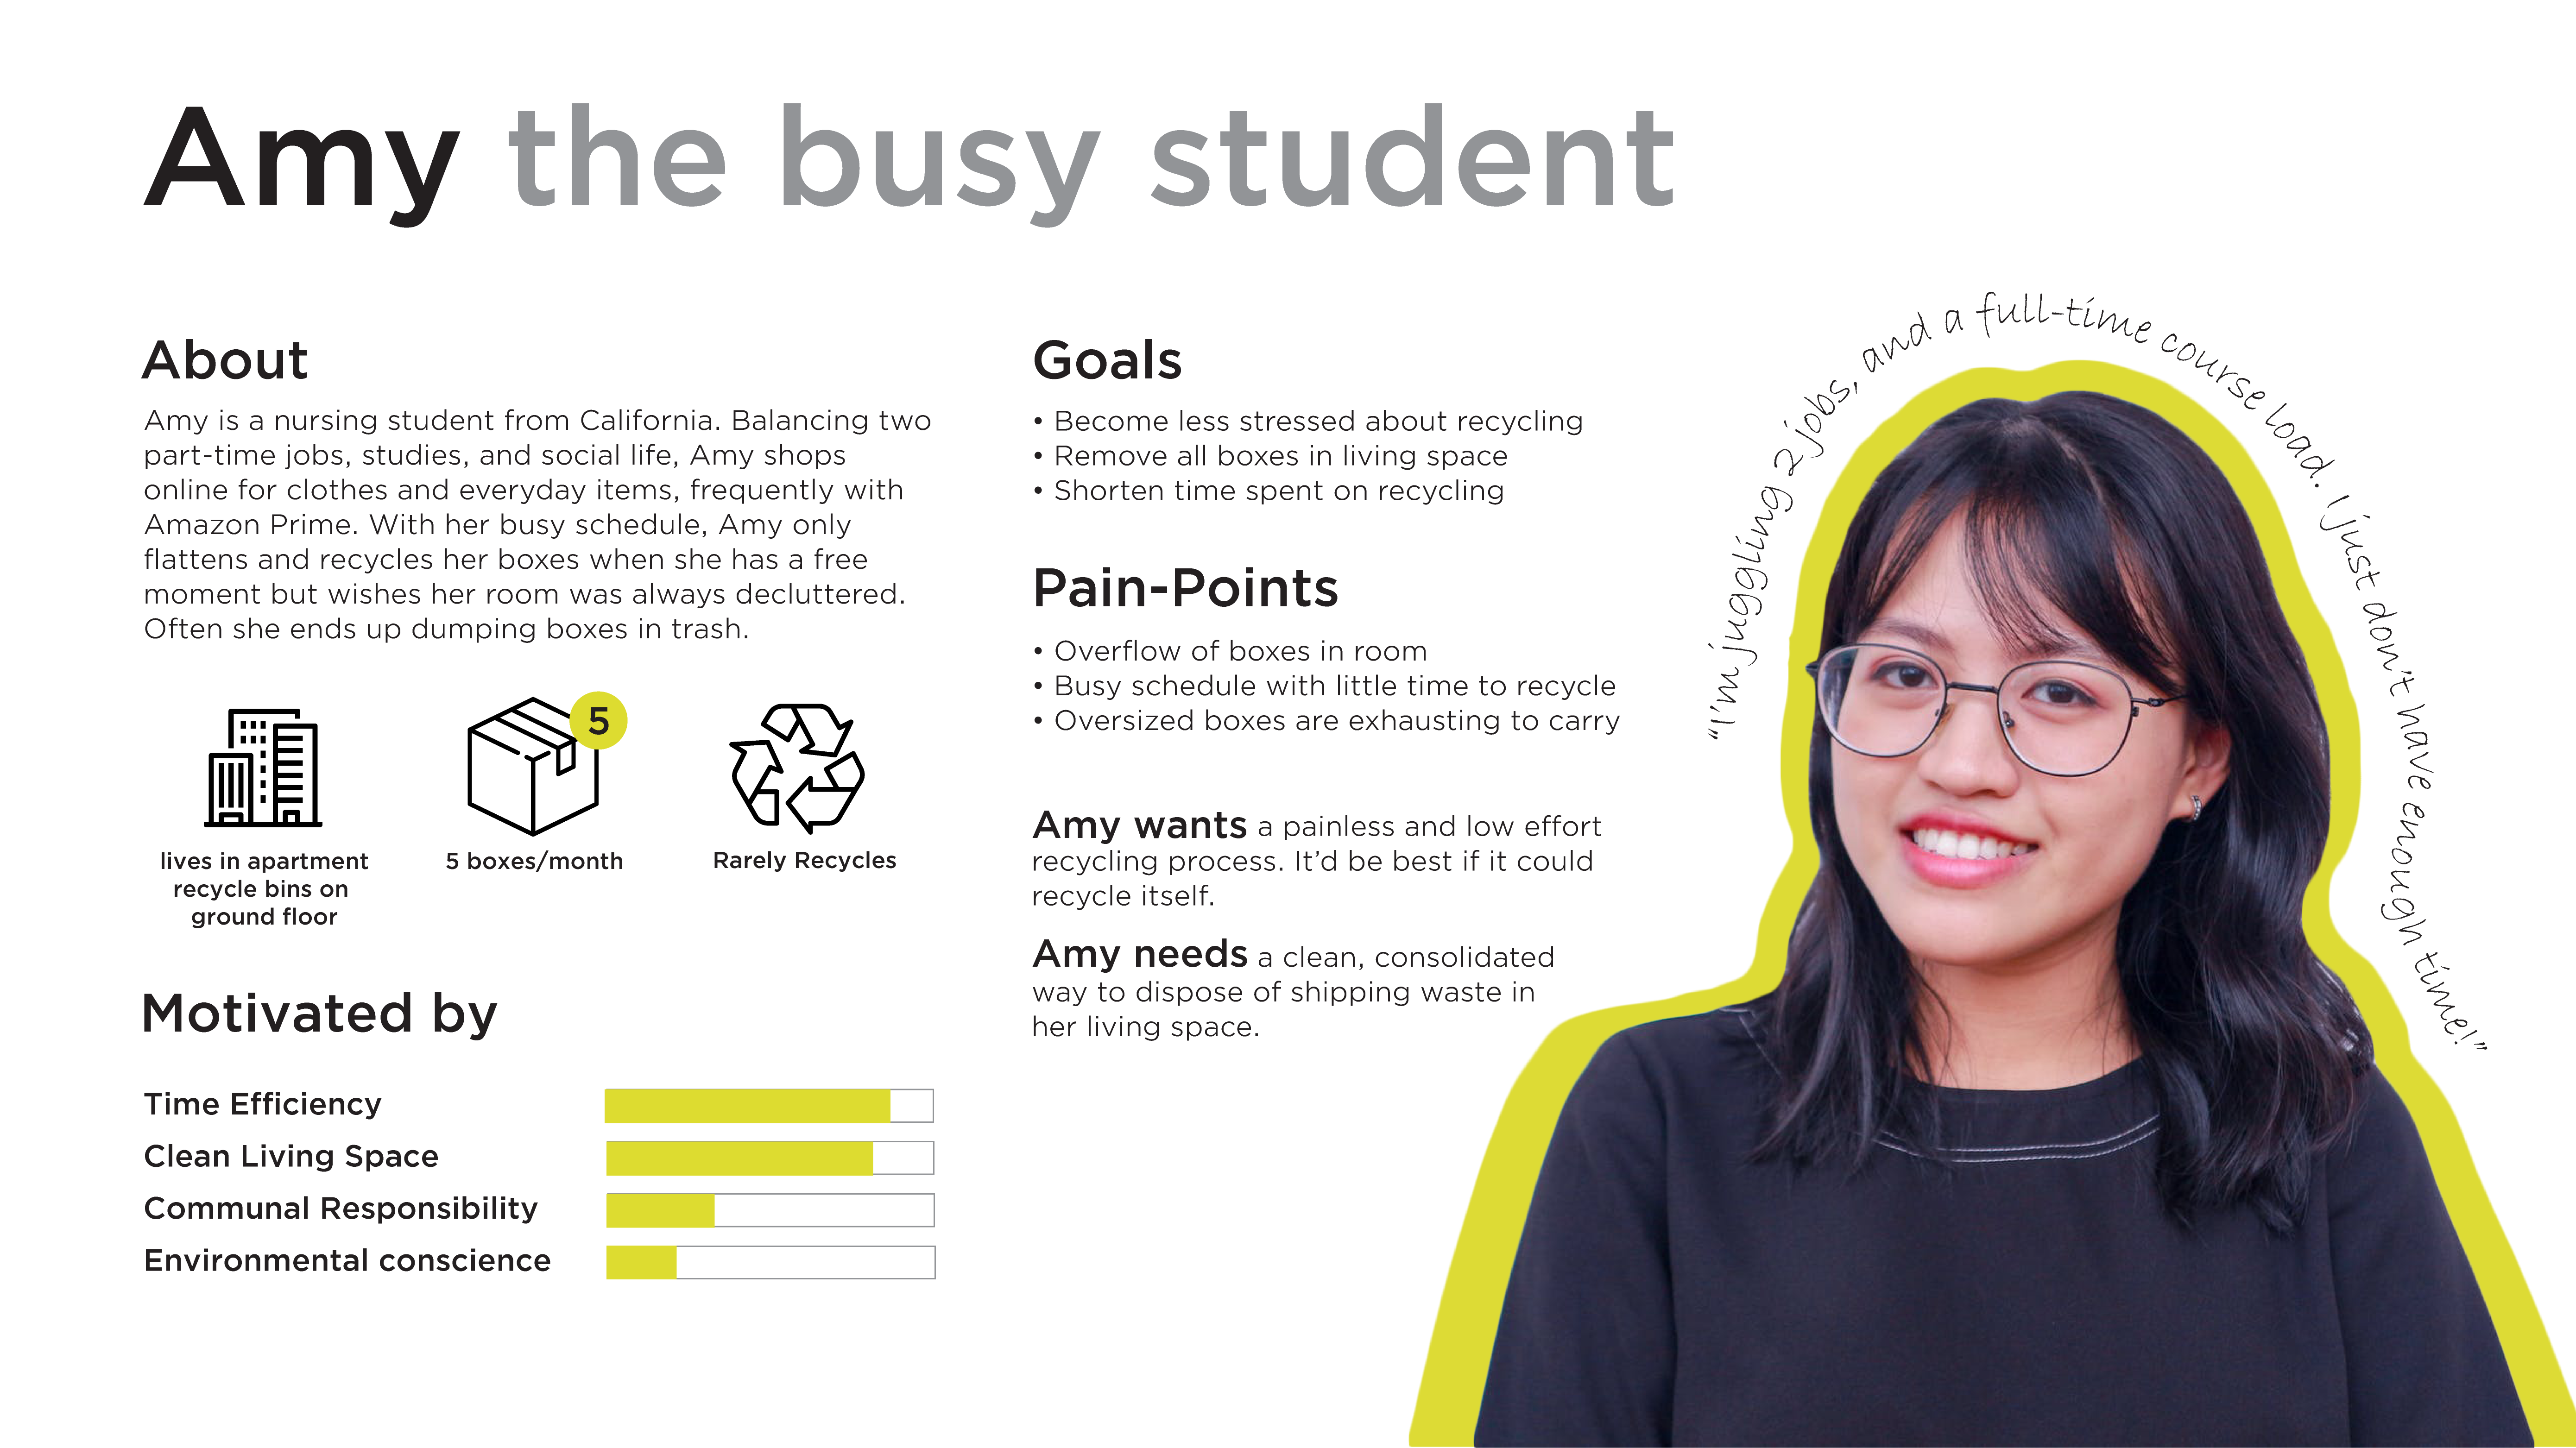 Amy the busy student
About
Amy is a nursing student from California. Balancing two
part-time jobs, studies, and social life, Amy shops
online for clothes and everyday items, frequently with
Amazon Prime. With her busy schedule, Amy only
flattens and recycles her boxes when she has a free
moment but wishes her room was always decluttered.
Often she ends up dumping boxes in trash.
lives in apartment
recycle bins on
ground floor
5
5 boxes/month
Rarely Recycles
Motivated by
Time Efficiency
Clean Living Space
Communal Responsibility
Environmental conscience
Goals
• Become less stressed about recycling
• Remove all boxes in living space
• Shorten time spent on recycling
Pain-Points
• Overflow of boxes in room
• Busy schedule with little time to recycle
• Oversized boxes are exhausting to carry
Amy wants a painless and low effort
recycling process. It’d be best if it could
recycle itself.
Amy needs a clean, consolidated
way to dispose of shipping waste in
her living space.
“I'm juggling 2 jobs, and a full-time course load. I just don't have enough time!”